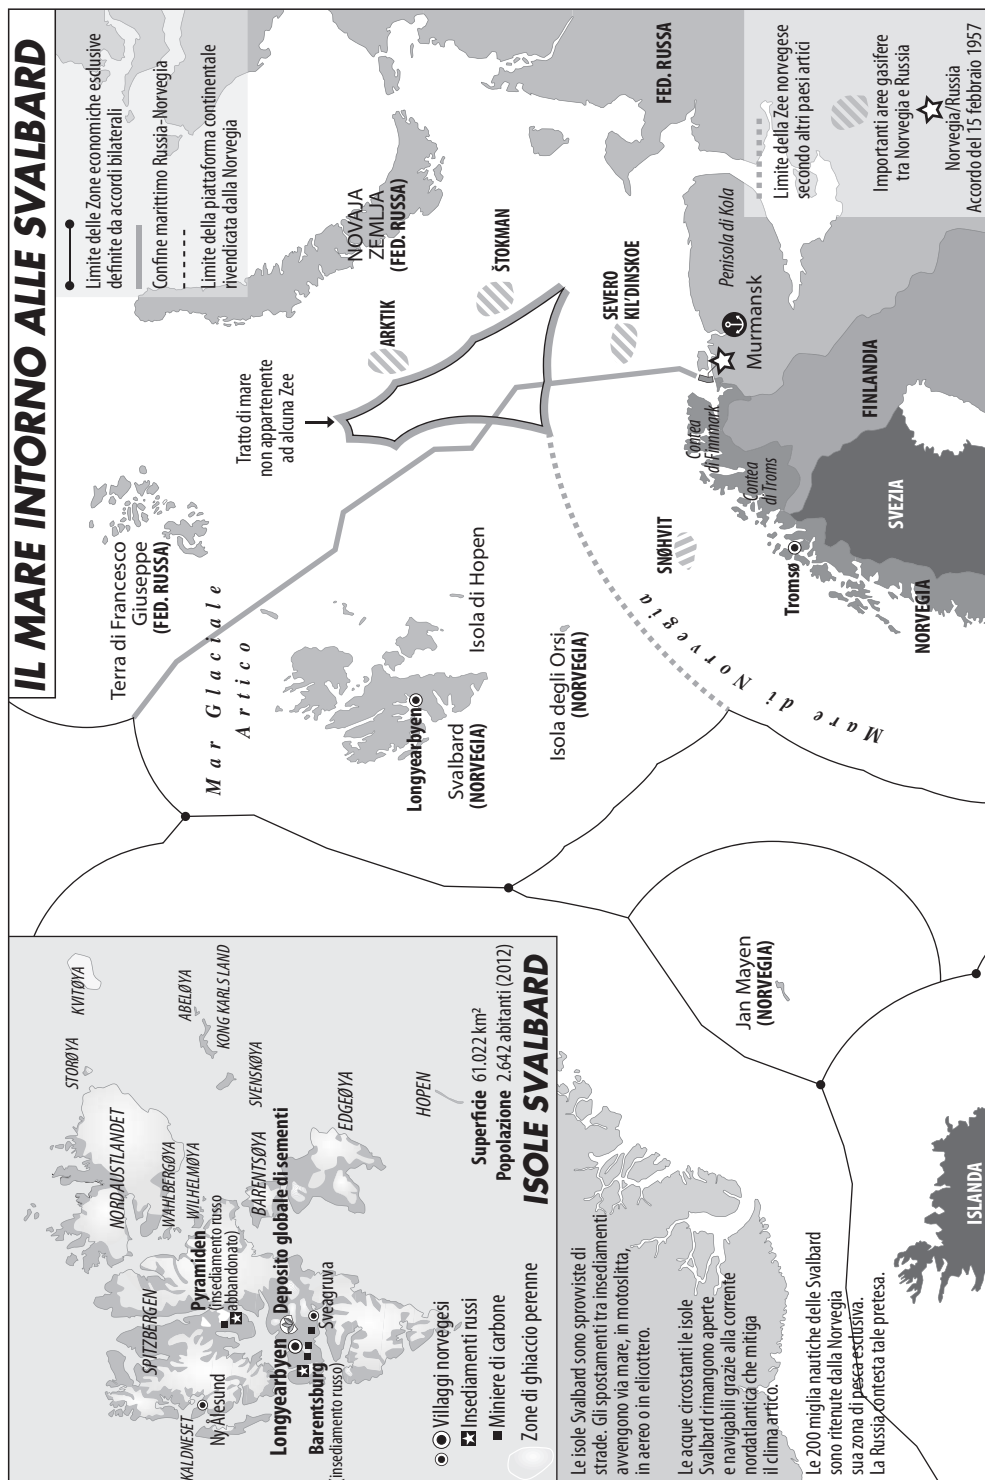 IL MARE INTORNO ALLE SVALBARD
Limite delle Zone economiche esclusive
definite da accordi bilaterali
Confine marittimo Russia-Norvegia
Limite della piattaforma continentale
rivendicata dalla Norvegia
Terra di Francesco
Giuseppe
(FED. RUSSA)
Tratto di mare
non appartenente
ad alcuna Zee
NOVAJA
ZEMLJA
(FED. RUSSA)
ARKTIK
ŠTOKMAN
SEVERO
KIL'DINSKOE
Mar Glaciale
Artico
Longyearbyen
Svalbard
(NORVEGIA)
Isola di Hopen
Isola degli Orsi
(NORVEGIA)
SNØHVIT
Mare di Norvegia
Tromsø
Contea
di Troms
Contea
di Finnmark
Murmansk
Penisola di Kola
FED. RUSSA
NORVEGIA
SVEZIA
FINLANDIA
Limite della Zee norvegese
secondo altri paesi artici
Importanti aree gasifere
tra Norvegia e Russia
Norvegia/Russia
Accordo del 15 febbraio 1957
Jan Mayen
(NORVEGIA)
ISLANDA
KVITØYA
STORØYA
NORDAUSTLANDET
ABELØYA
KONG KARLS LAND
WAHLBERGØYA
WILHELMØYA
SVENSKØYA
SPITZBERGEN
Pyramiden
(insediamento russo
abbandonato)
BARENTSØYA
EDGEØYA
KALDNESET
Ny Ålesund
Longyearbyen
Deposito globale di sementi
Barentsburg
(insediamento russo)
Sveagruva
HOPEN
Villaggi norvegesi
Insediamenti russi
Miniere di carbone
Zone di ghiaccio perenne
Superficie 61.022 km²
Popolazione 2.642 abitanti (2012)
ISOLE SVALBARD
Le isole Svalbard sono sprovviste di
strade. Gli spostamenti tra insediamenti
avvengono via mare, in motoslitta,
in aereo o in elicottero.
Le acque circostanti le isole
Svalbard rimangono aperte
e navigabili grazie alla corrente
nordatlantica che mitiga
il clima artico.
Le 200 miglia nautiche delle Svalbard
sono ritenute dalla Norvegia
sua zona di pesca esclusiva.
La Russia contesta tale pretesa.